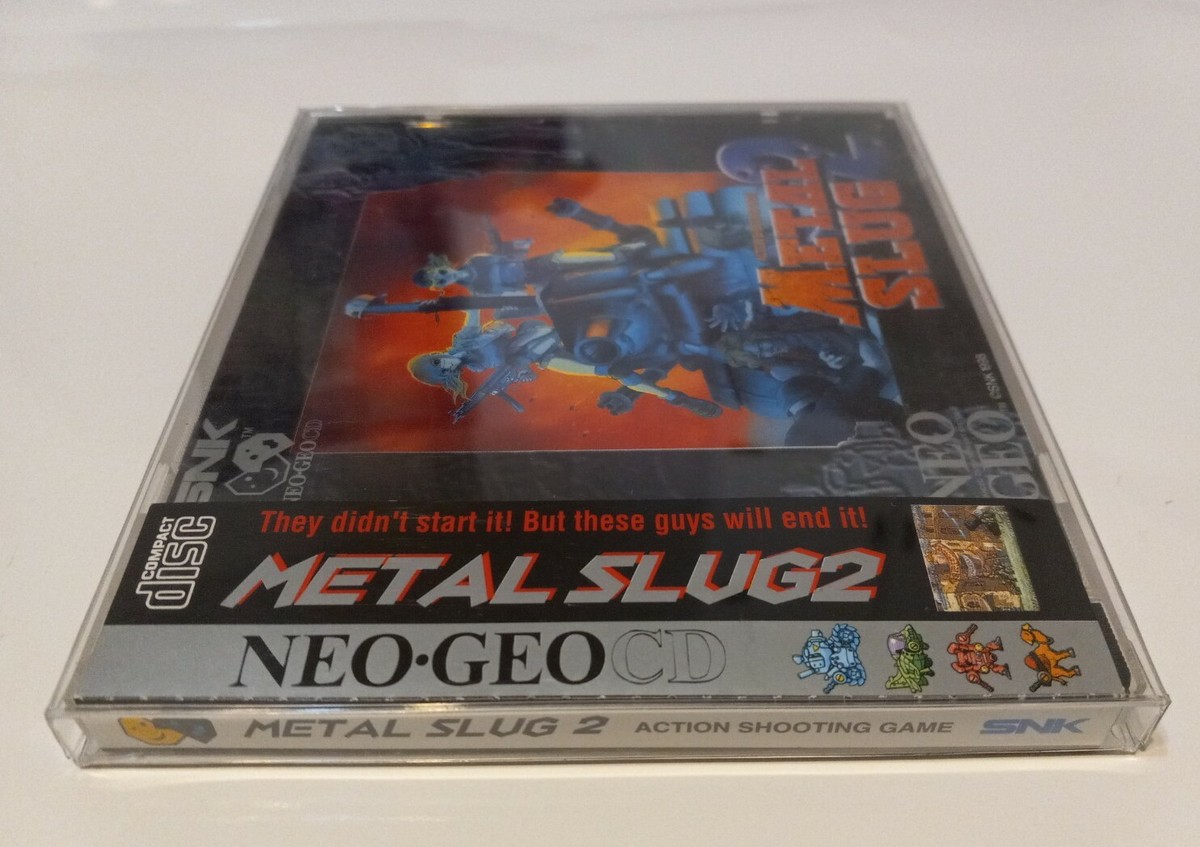 METAL
SLUG
2
©SNK 1998
NEO
GEO
SNK
TM
NEO•GEO CD
COMPACT
disc
They didn't start it! But these guys will end it!
METAL SLUG2
NEO•GEO CD
METAL SLUG 2 ACTION SHOOTING GAME SNK